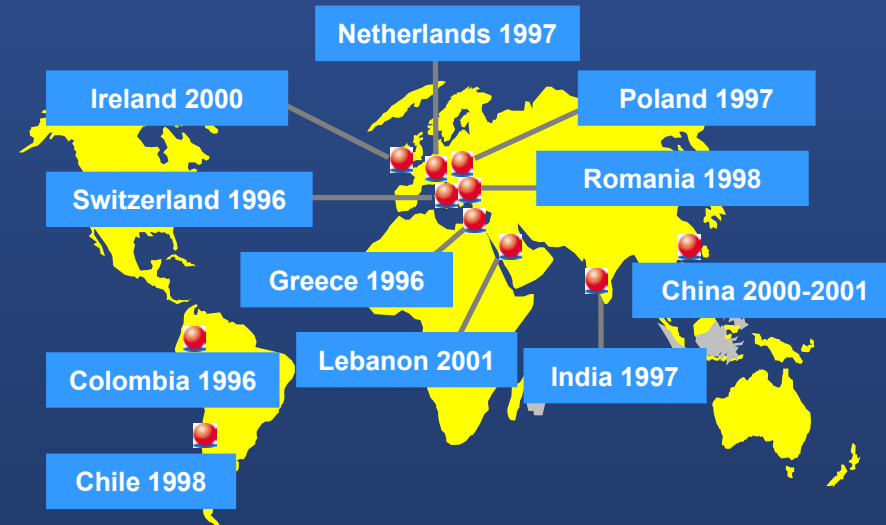 Netherlands 1997
Ireland 2000
Poland 1997
Romania 1998
Switzerland 1996
Greece 1996
China 2000-2001
Lebanon 2001
India 1997
Colombia 1996
Chile 1998